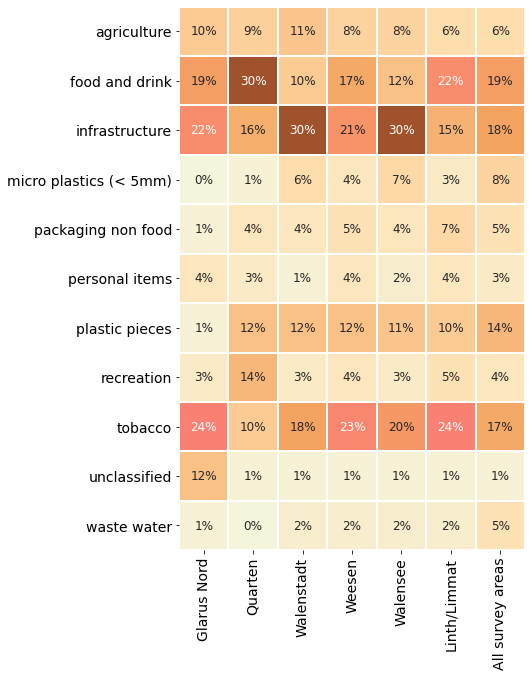 agriculture 10% 9% 11% 8% 8% 6% 6%
food and drink 19% 30% 10% 17% 12% 22% 19%
infrastructure 22% 16% 30% 21% 30% 15% 18%
micro plastics (< 5mm) 0% 1% 6% 4% 7% 3% 8%
packaging non food 1% 4% 4% 5% 4% 7% 5%
personal items 4% 3% 1% 4% 2% 4% 3%
plastic pieces 1% 12% 12% 12% 11% 10% 14%
recreation 3% 14% 3% 4% 3% 5% 4%
tobacco 24% 10% 18% 23% 20% 24% 17%
unclassified 12% 1% 1% 1% 1% 1% 1%
waste water 1% 0% 2% 2% 2% 2% 5%
Glarus Nord
Quarten
Walenstadt
Weesen
Walensee
Linth/Limmat
All survey areas